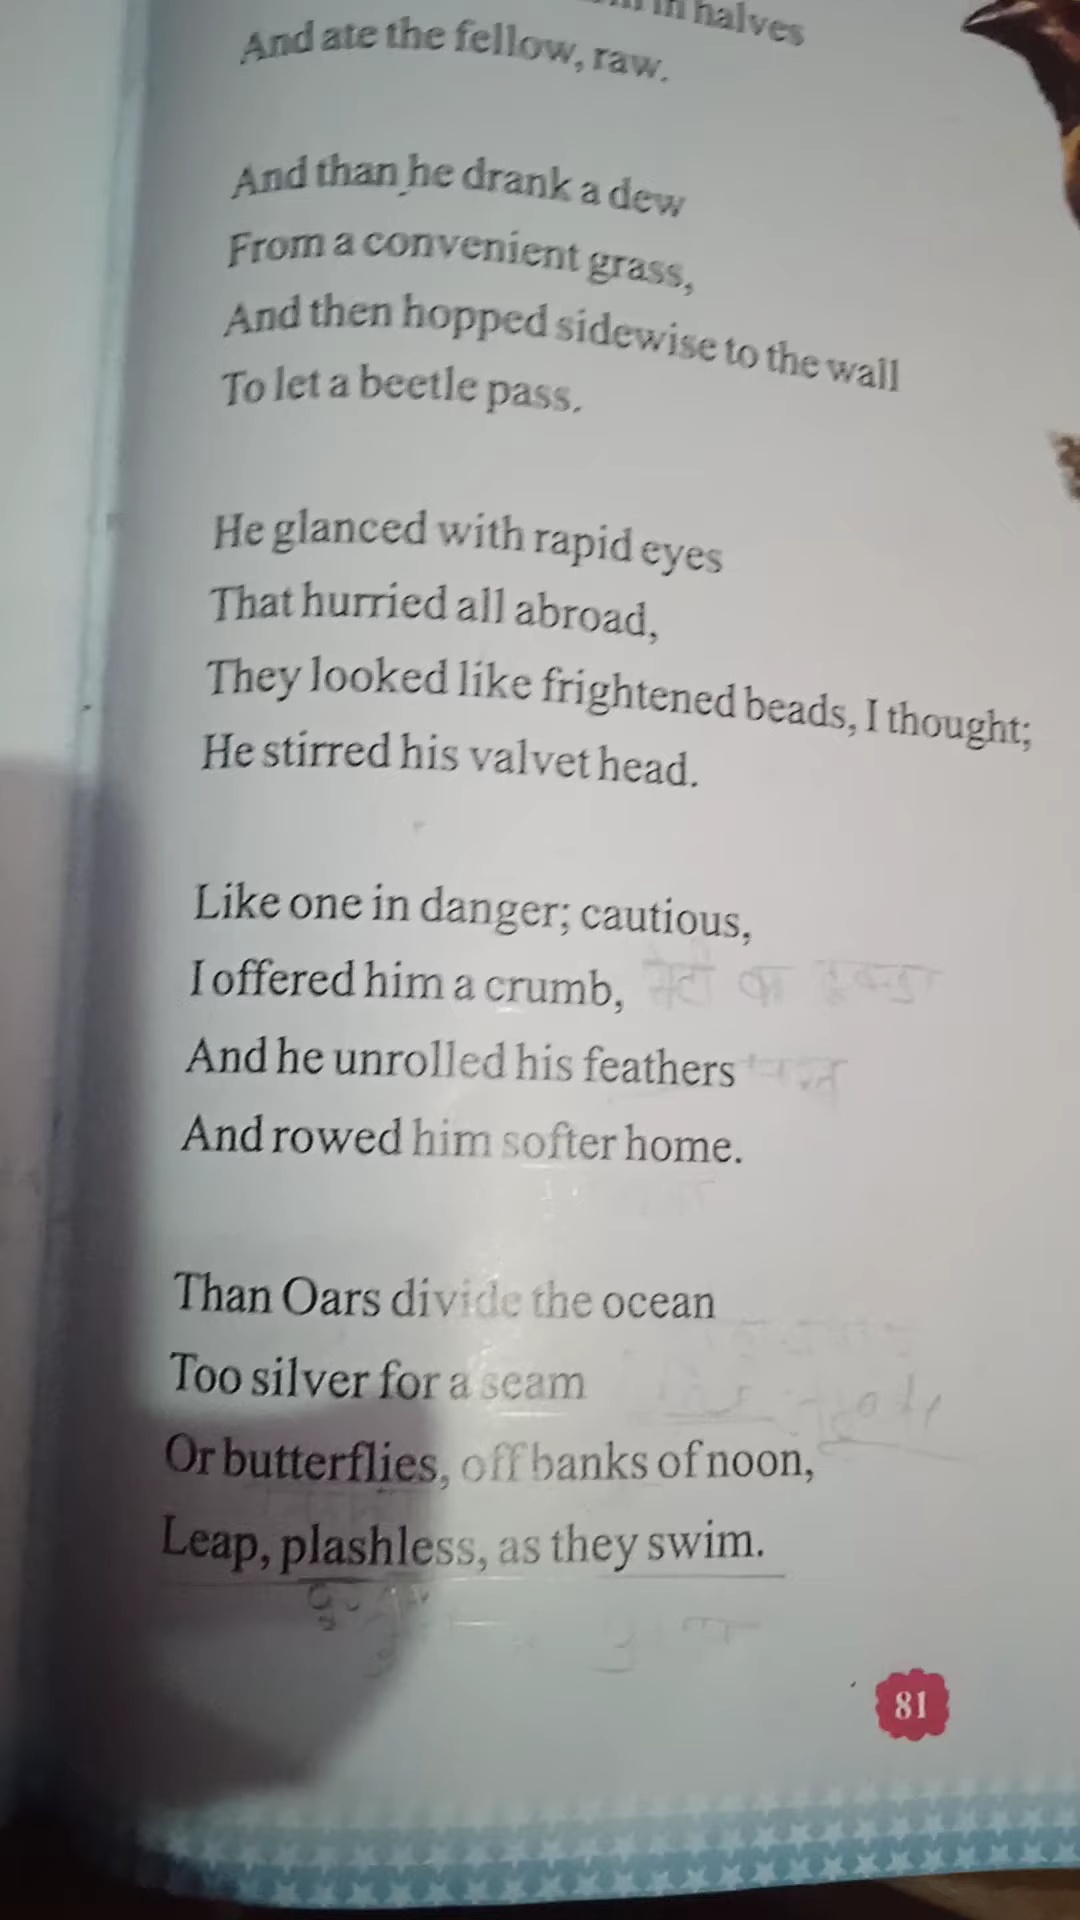 in halves
And ate the fellow, raw.
And than he drank a dew
From a convenient grass,
And then hopped sidewise to the wall
To let a beetle pass.
He glanced with rapid eyes
That hurried all abroad,
They looked like frightened beads, I thought;
He stirred his valvet head.
Like one in danger; cautious,
I offered him a crumb,
And he unrolled his feathers
And rowed him softer home.
Than Oars divide the ocean
Too silver for a seam
Or butterflies, off banks of noon,
Leap, plashless, as they swim.
81